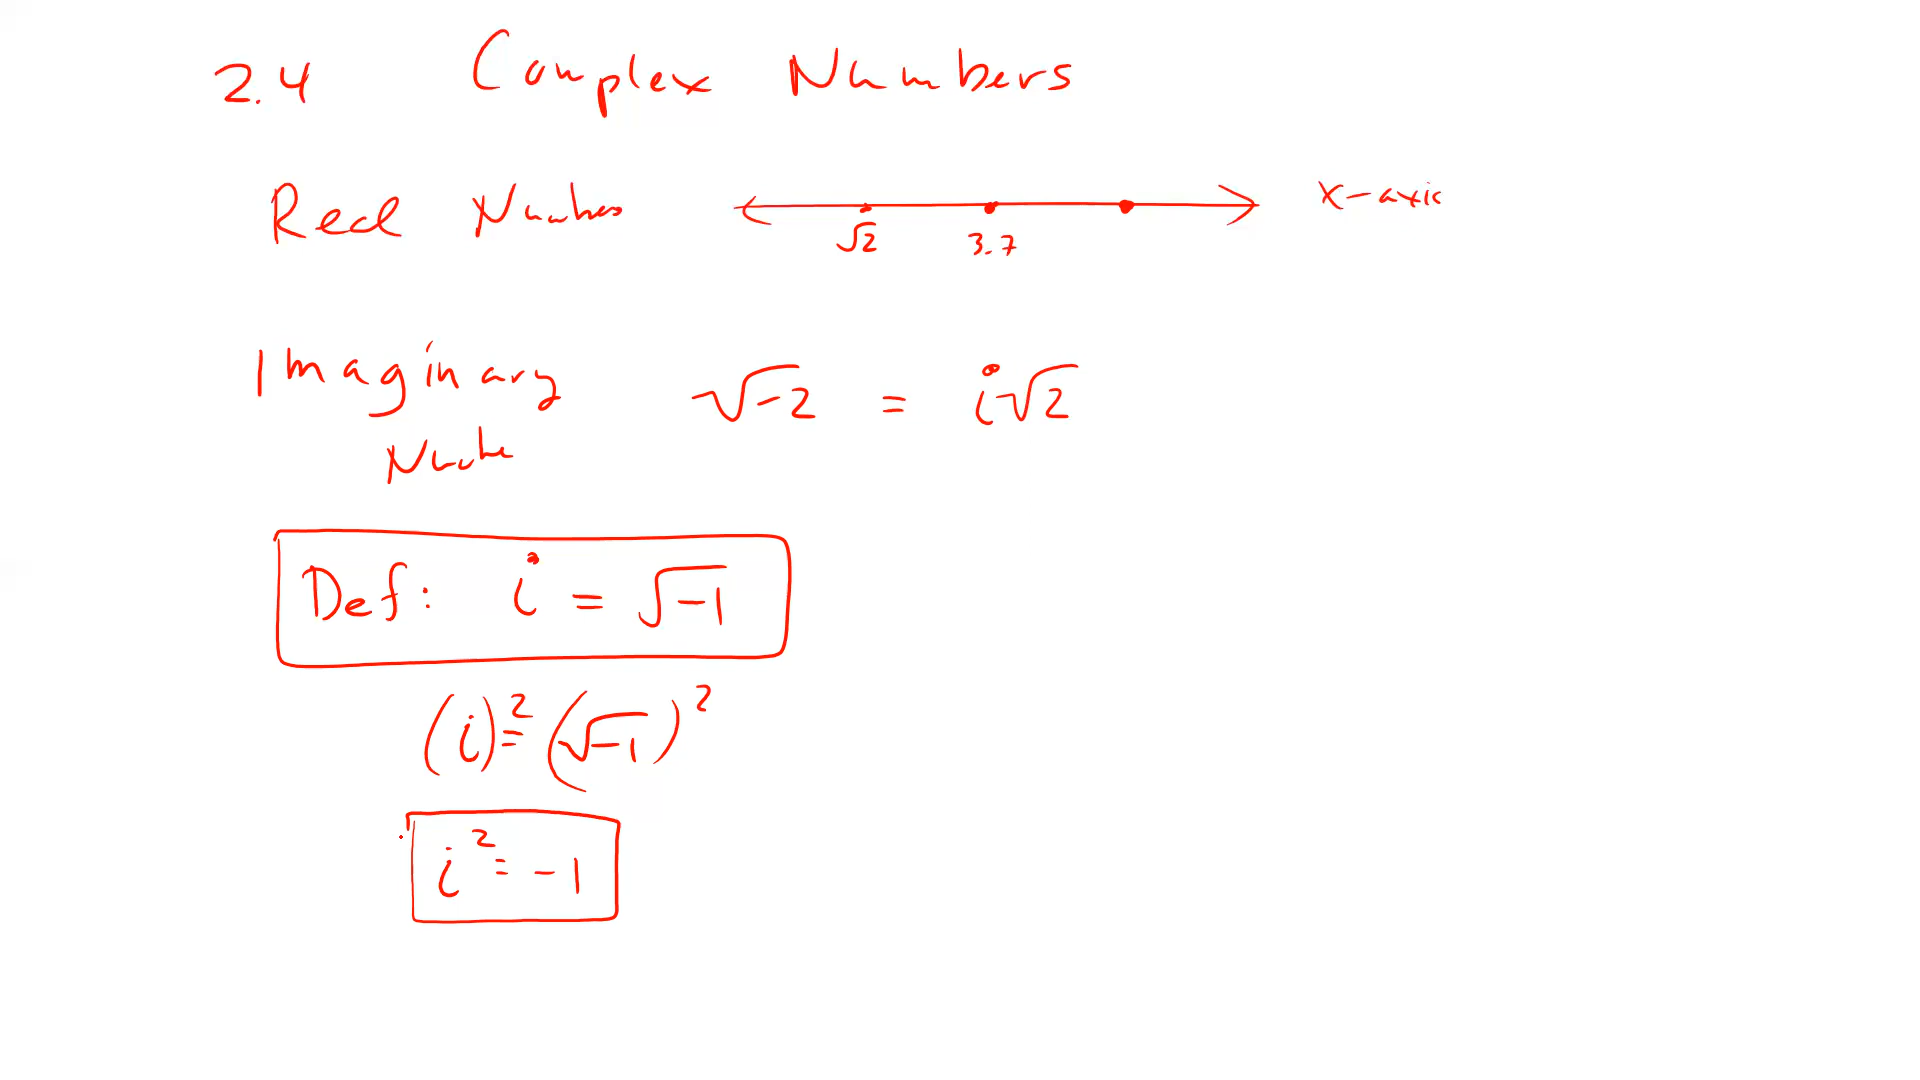 2.4 Complex Numbers
Real Numbers x-axis
√2 3.7
Imaginary √-2 = i√2
Def: i = √-1
(i)² = (√-1)²
i² = -1